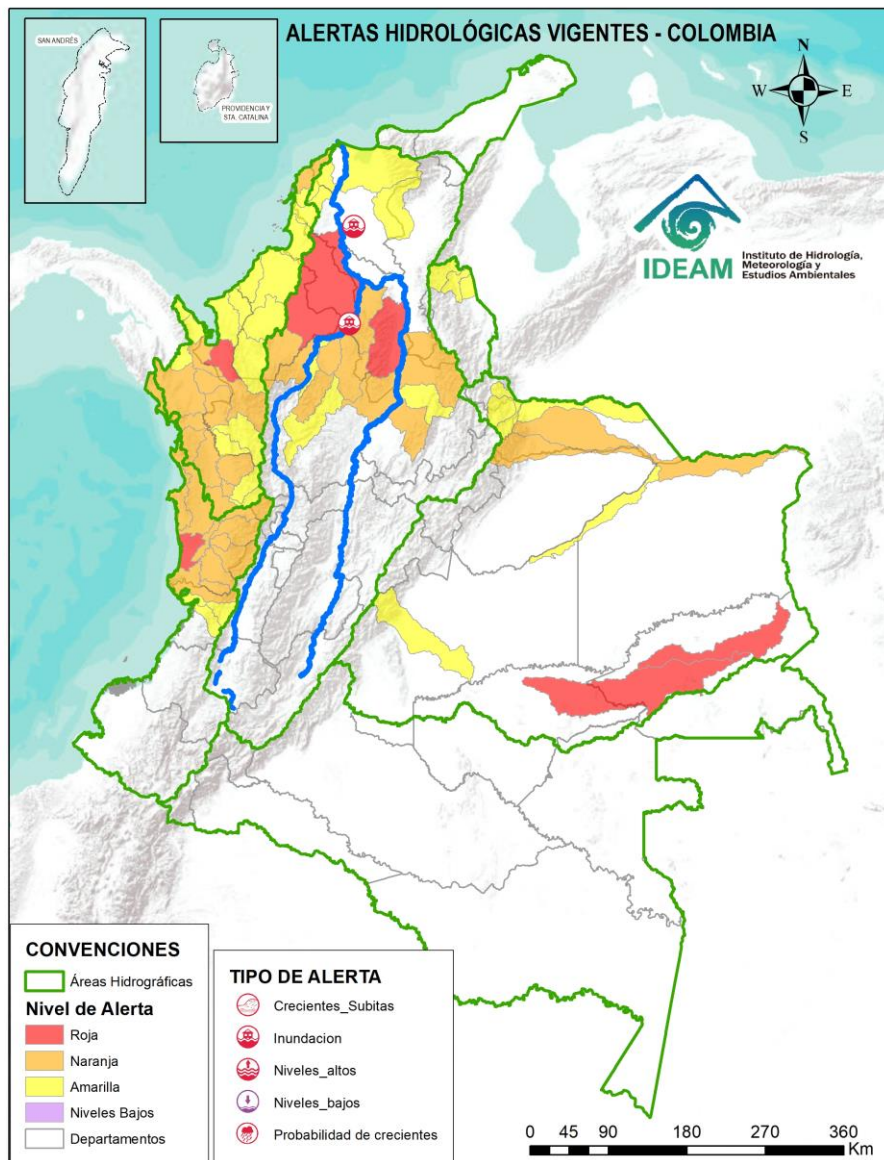 ALERTAS HIDROLÓGICAS VIGENTES - COLOMBIA
SAN ANDRÉS
PROVIDENCIA Y
STA. CATALINA
N
W
E
S
IDEAM
Instituto de Hidrología,
Meteorología y
Estudios Ambientales
CONVENCIONES
Áreas Hidrográficas
Nivel de Alerta
Roja
Naranja
Amarilla
Niveles Bajos
Departamentos
TIPO DE ALERTA
Crecientes_Subitas
Inundacion
Niveles_altos
Niveles_bajos
Probabilidad de crecientes
0 45 90 180 270 360
Km